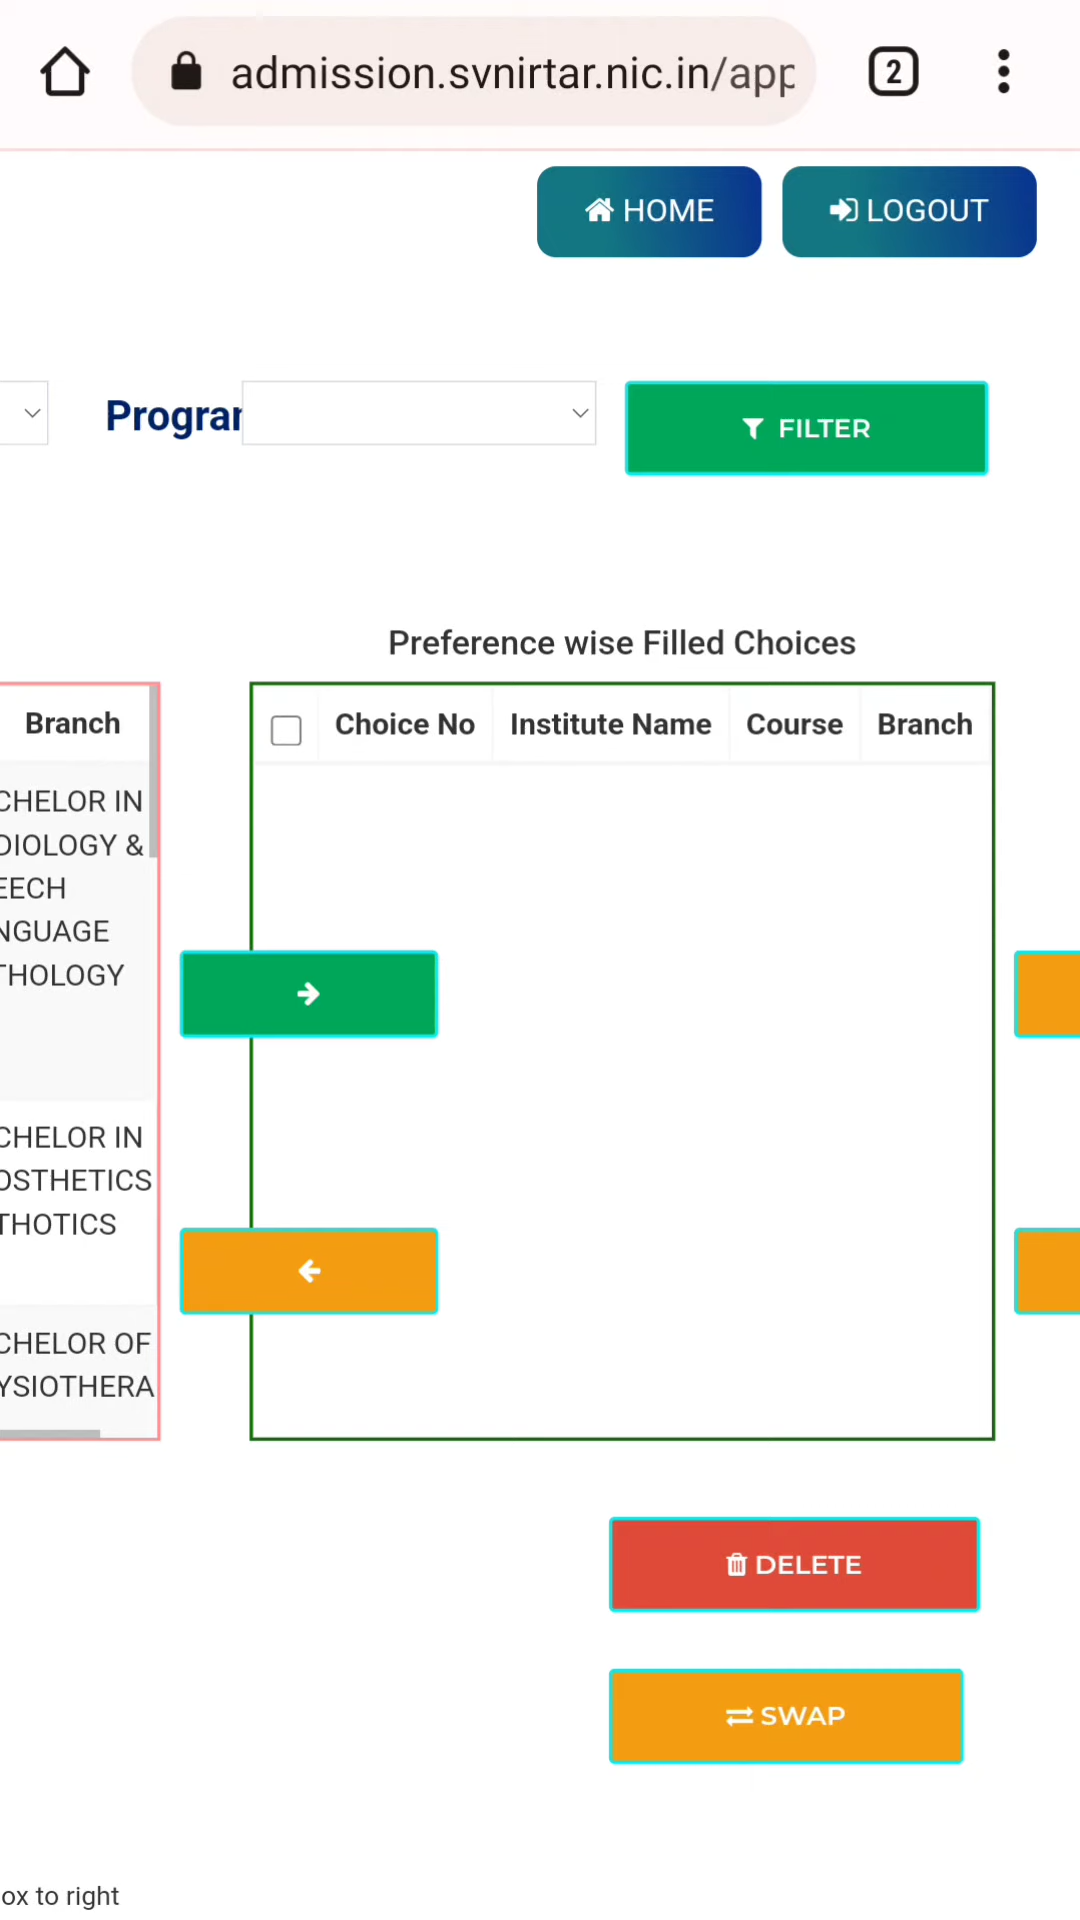 admission.svnirtar.nic.in/app
2
HOME
LOGOUT
Program
FILTER
Preference wise Filled Choices
Branch
Choice No Institute Name Course Branch
CHELOR IN
DIOLOGY &
EECH
NGUAGE
THOLOGY
CHELOR IN
OSTHETICS
THOTICS
CHELOR OF
YSIOTHERA
DELETE
SWAP
ox to right